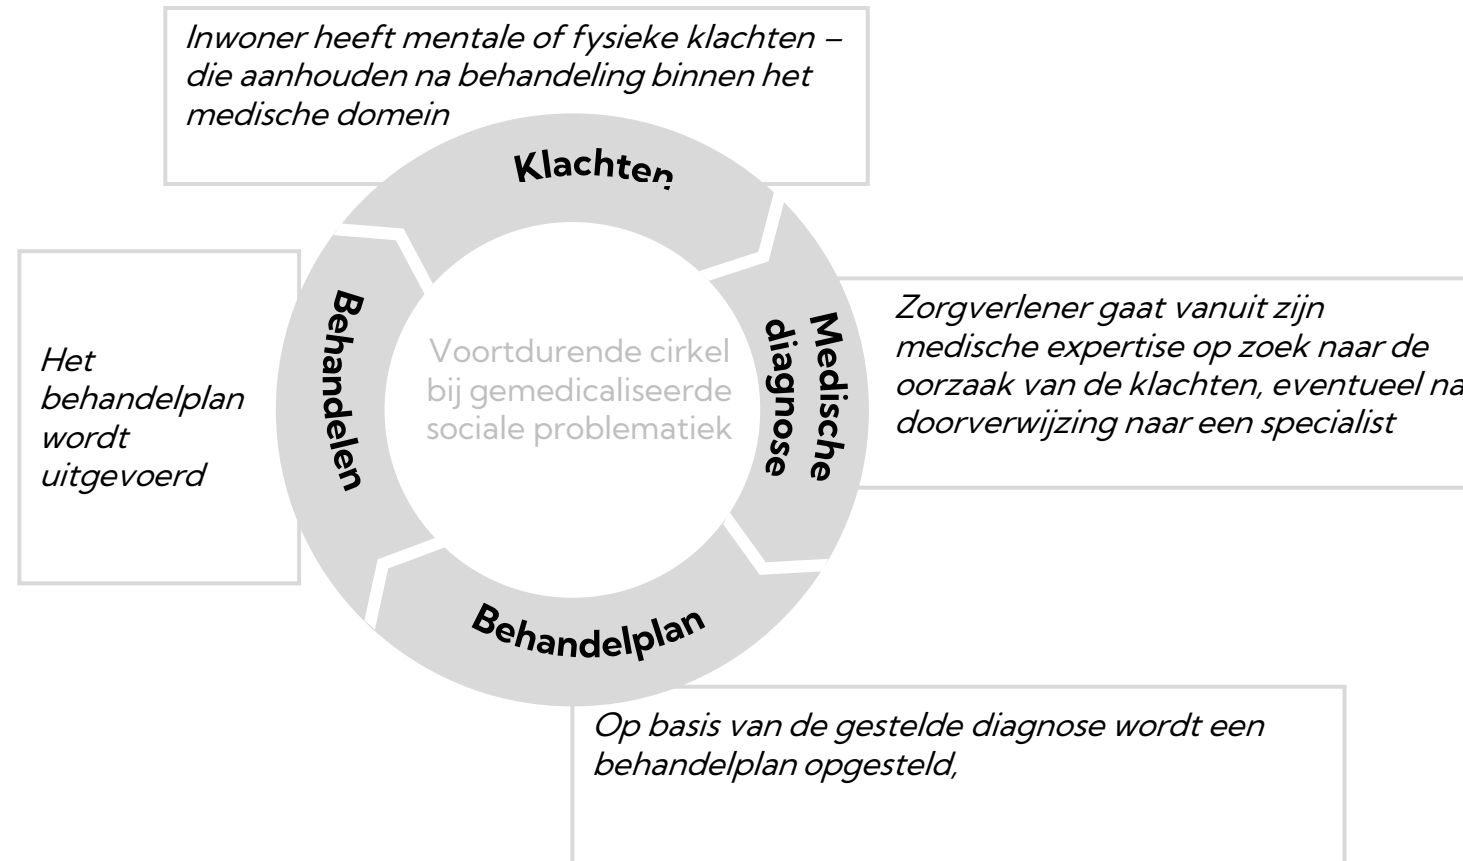 Inwoner heeft mentale of fysieke klachten –
die aanhouden na behandeling binnen het
medische domein
Klachten
Zorgverlener gaat vanuit zijn
medische expertise op zoek naar de
oorzaak van de klachten, eventueel na
doorverwijzing naar een specialist
Medische
diagnose
Voortdurende cirkel
bij gemedicaliseerde
sociale problematiek
Het
behandelplan
wordt
uitgevoerd
Behandelen
Behandelplan
Op basis van de gestelde diagnose wordt een
behandelplan opgesteld,